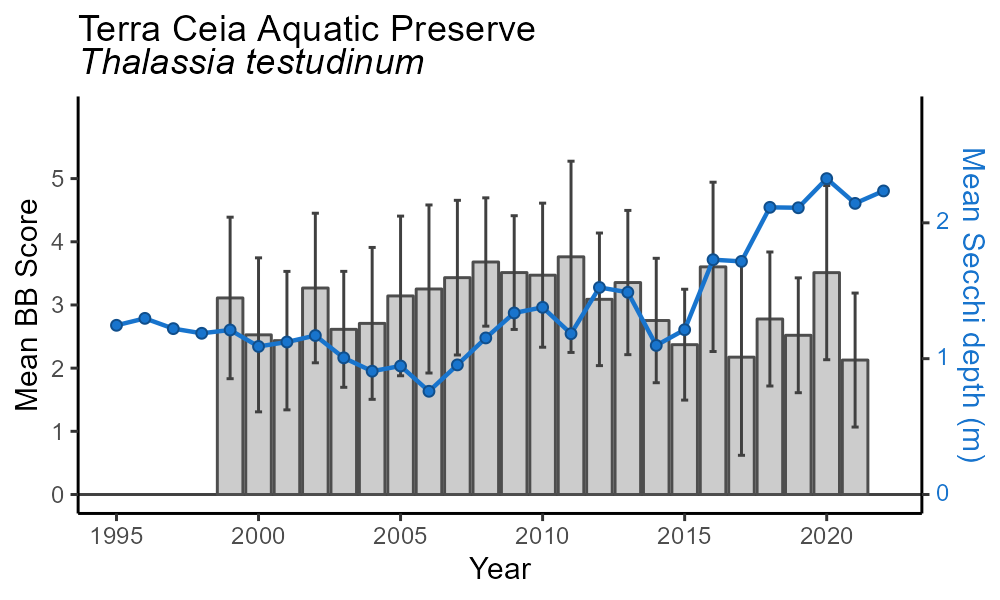 Terra Ceia Aquatic Preserve
Thalassia testudinum
Mean BB Score
5
4
3
2
1
0
2
1
0
Mean Secchi depth (m)
1995 2000 2005 2010 2015 2020
Year